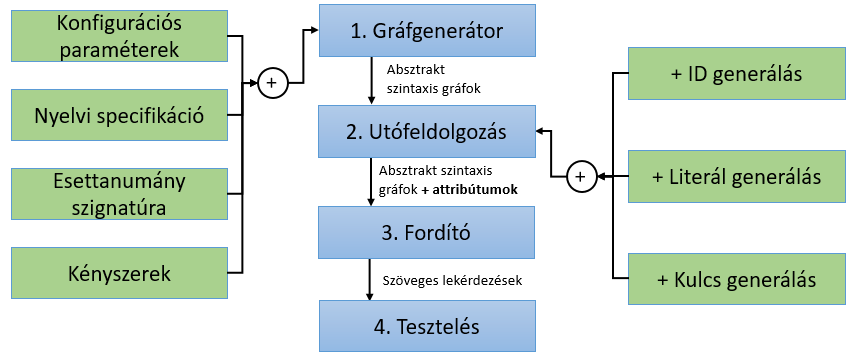 Konfigurációs
paraméterek
Nyelvi specifikáció
Esettanumány
szignatúra
Kényszerek
+
1. Gráfgenerátor
Absztrakt
szintaxis gráfok
2. Utófeldolgozás
Absztrakt szintaxis
gráfok + attribútumok
3. Fordító
Szöveges lekérdezések
4. Tesztelés
+
+ ID generálás
+ Literál generálás
+ Kulcs generálás